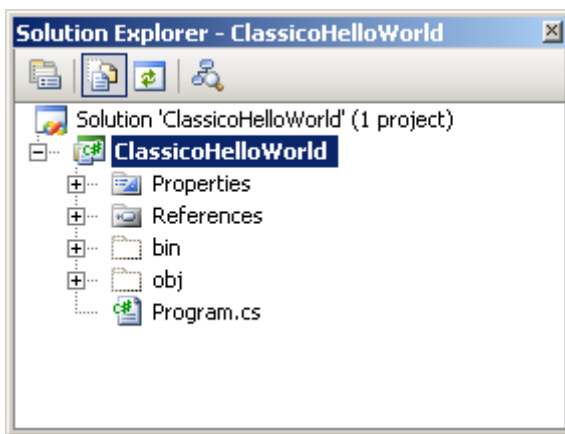 Solution Explorer - ClassicoHelloWorld
Solution 'ClassicoHelloWorld' (1 project)
ClassicoHelloWorld
Properties
References
bin
obj
Program.cs